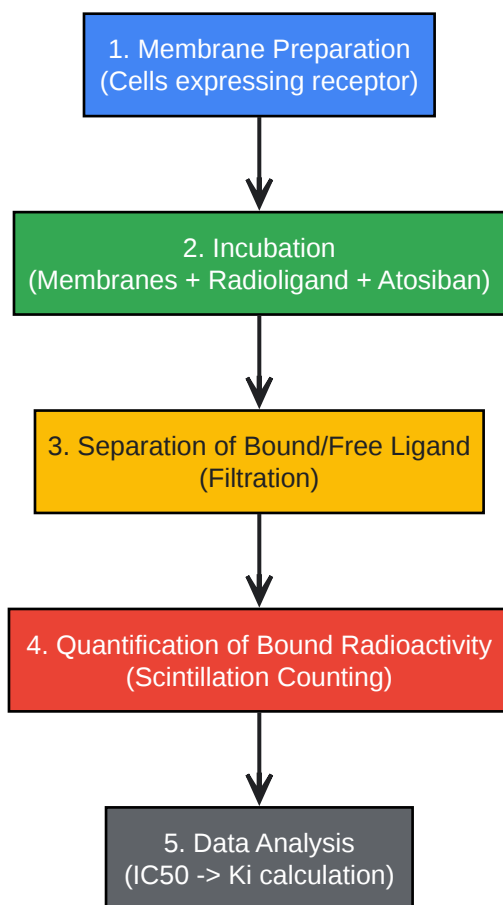 1. Membrane Preparation
(Cells expressing receptor)
2. Incubation
(Membranes + Radioligand + Atosiban)
3. Separation of Bound/Free Ligand
(Filtration)
4. Quantification of Bound Radioactivity
(Scintillation Counting)
5. Data Analysis
(IC50 -> Ki calculation)